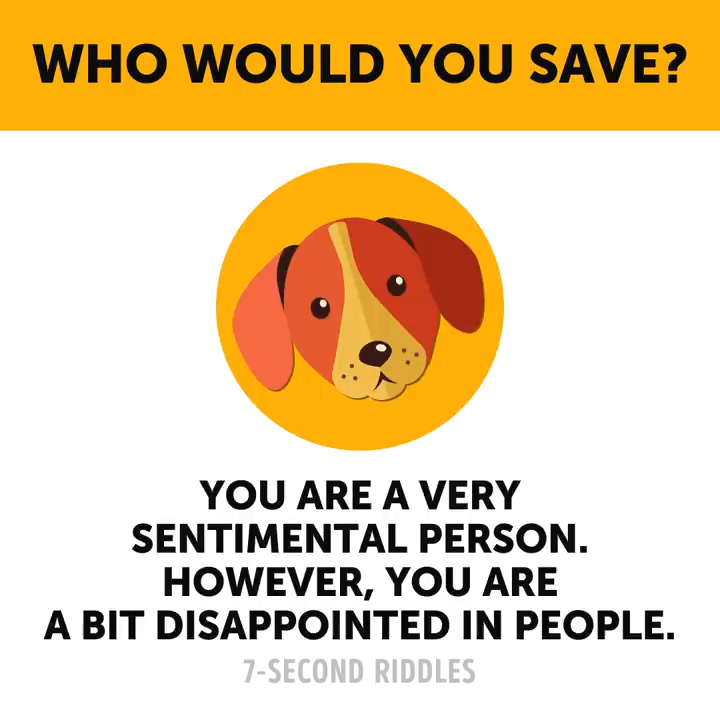 WHO WOULD YOU SAVE?
YOU ARE A VERY
SENTIMENTAL PERSON.
HOWEVER, YOU ARE
A BIT DISAPPOINTED IN PEOPLE.
7-SECOND RIDDLES